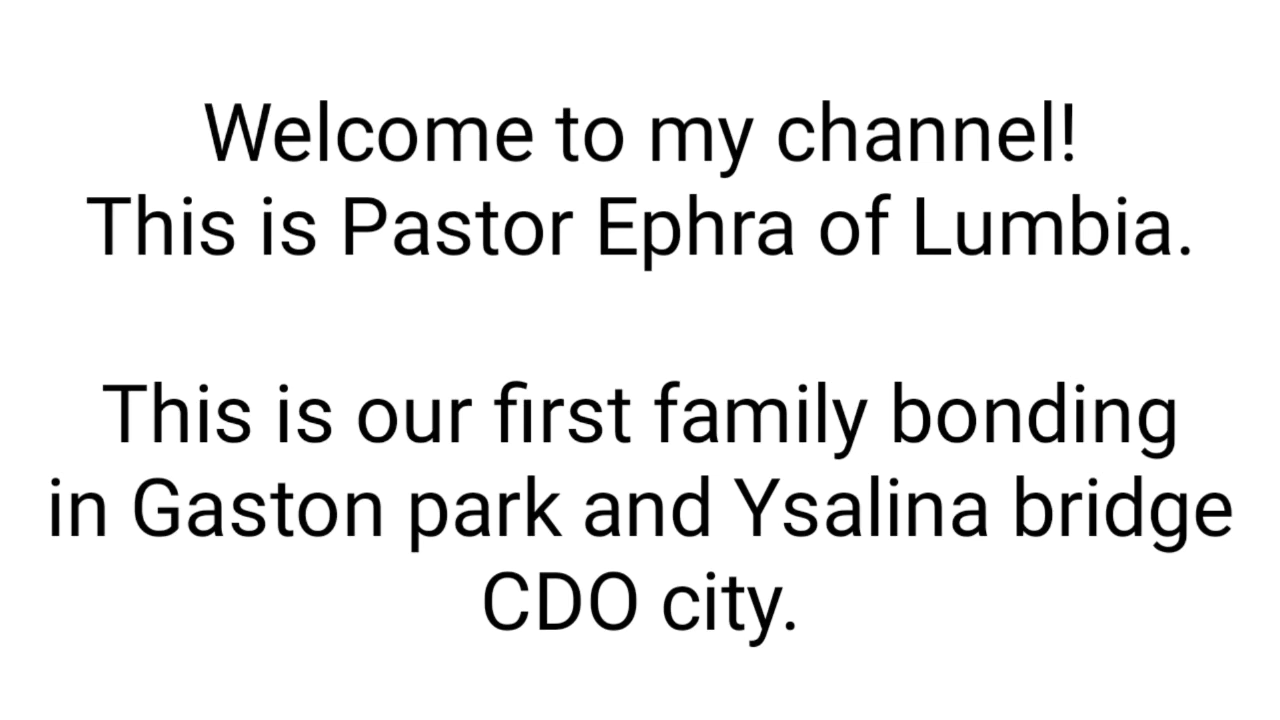 Welcome to my channel!
This is Pastor Ephra of Lumbia.
This is our first family bonding
in Gaston park and Ysalina bridge
CDO city.